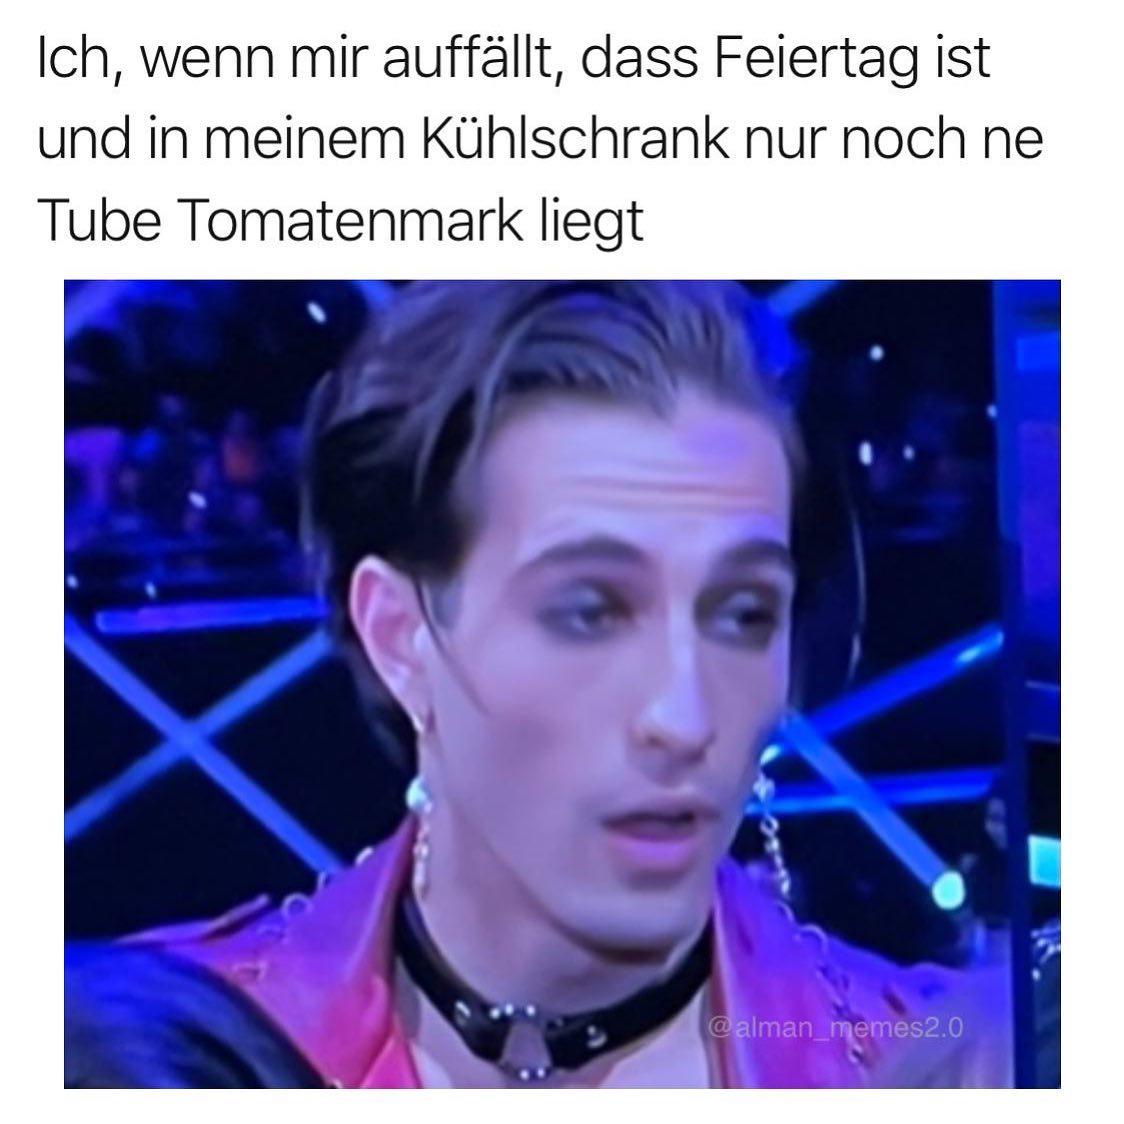 Ich, wenn mir auffällt, dass Feiertag ist
und in meinem Kühlschrank nur noch ne
Tube Tomatenmark liegt
@alman_memes2.0